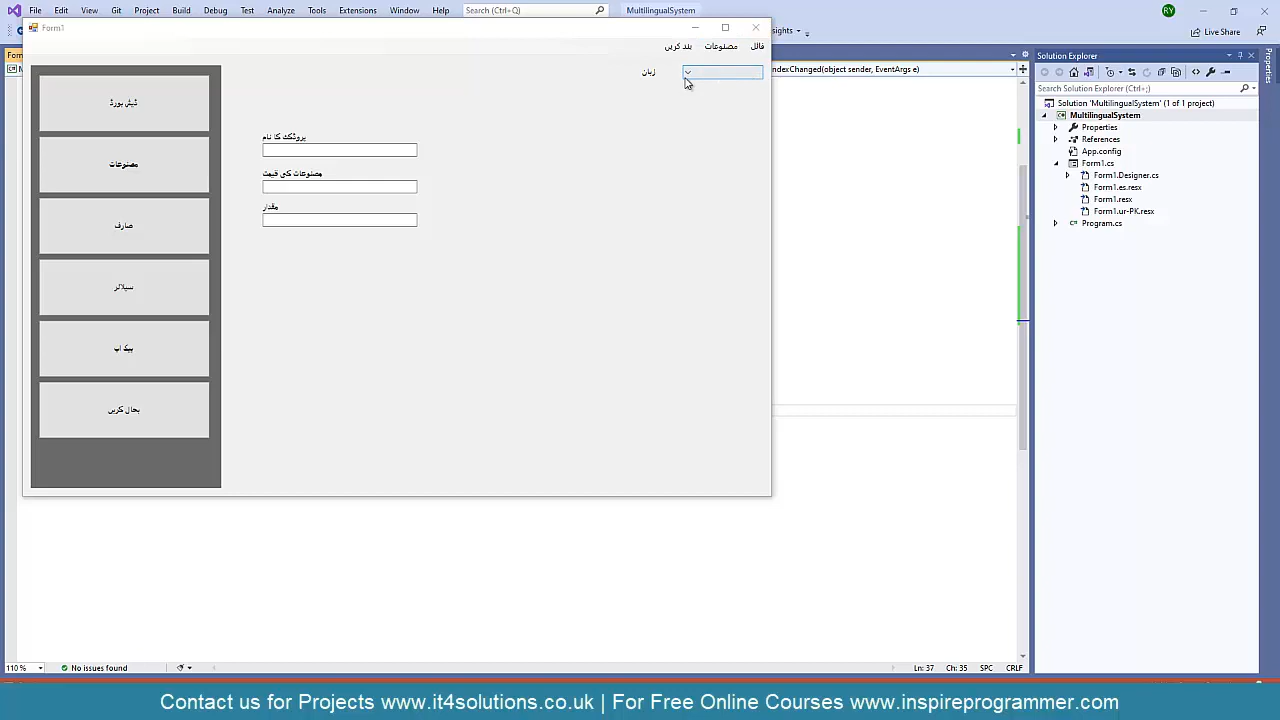 File Edit View Git Project Build Debug Test Analyze Tools Extensions Window Help Search (Ctrl+Q) MultilingualSystem RY
Form1
sights
Live Share
فائل مصنوعات بند کریں
زبان
ndexChanged(object sender, EventArgs e)
ڈیش بورڈ
مصنوعات
صارف
سپلائر
بیک اپ
بحال کریں
پروڈکٹ کا نام
مصنوعات کی قیمت
مقدار
Solution Explorer
Search Solution Explorer (Ctrl+;)
Solution 'MultilingualSystem' (1 of 1 project)
MultilingualSystem
Properties
References
App.config
Form1.cs
Form1.Designer.cs
Form1.es.resx
Form1.resx
Form1.ur-PK.resx
Program.cs
Properties
110 % No issues found Ln: 37 Ch: 35 SPC CRLF
Contact us for Projects www.it4solutions.co.uk | For Free Online Courses www.inspireprogrammer.com